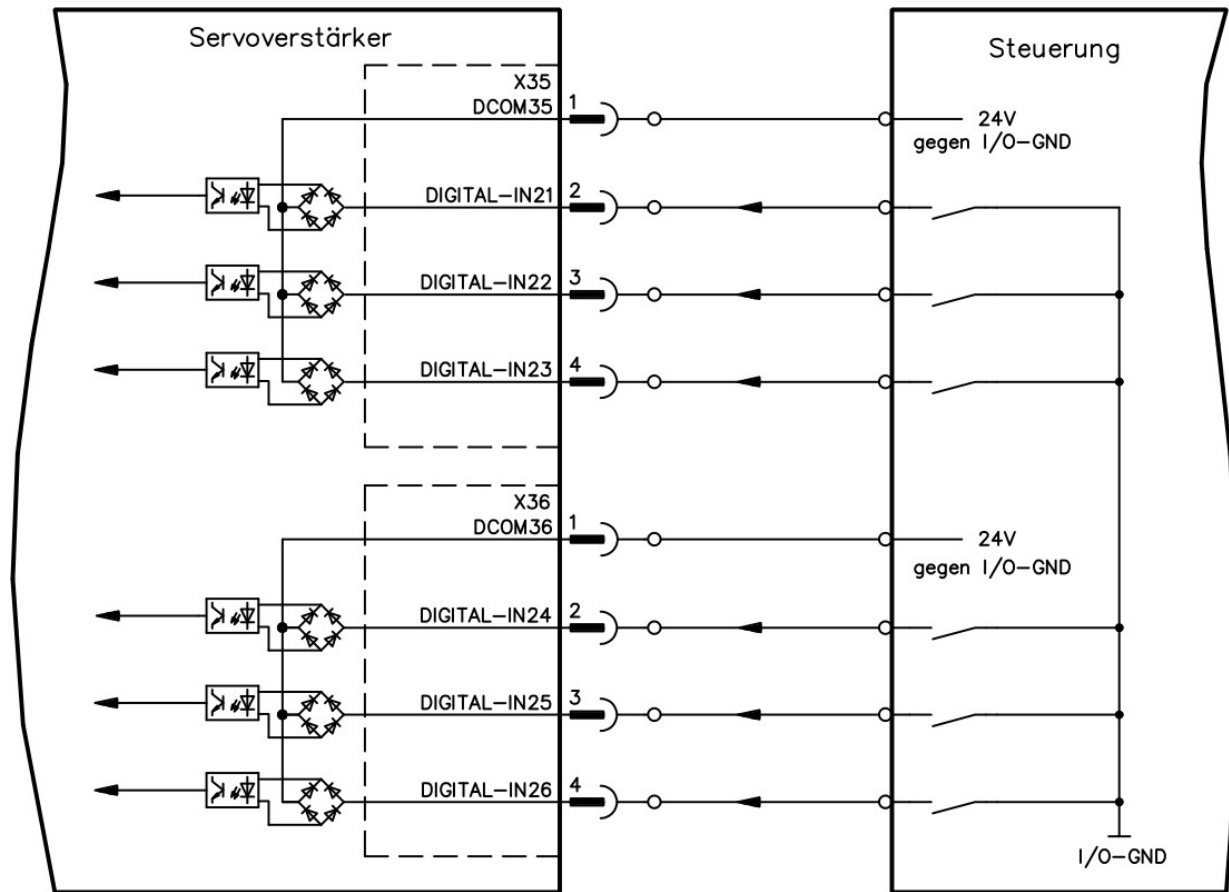 Servoverstärker
Steuerung
X35
DCOM35
1
24V
gegen I/O-GND
DIGITAL-IN21
2
DIGITAL-IN22
3
DIGITAL-IN23
4
X36
DCOM36
1
24V
gegen I/O-GND
DIGITAL-IN24
2
DIGITAL-IN25
3
DIGITAL-IN26
4
I/O-GND